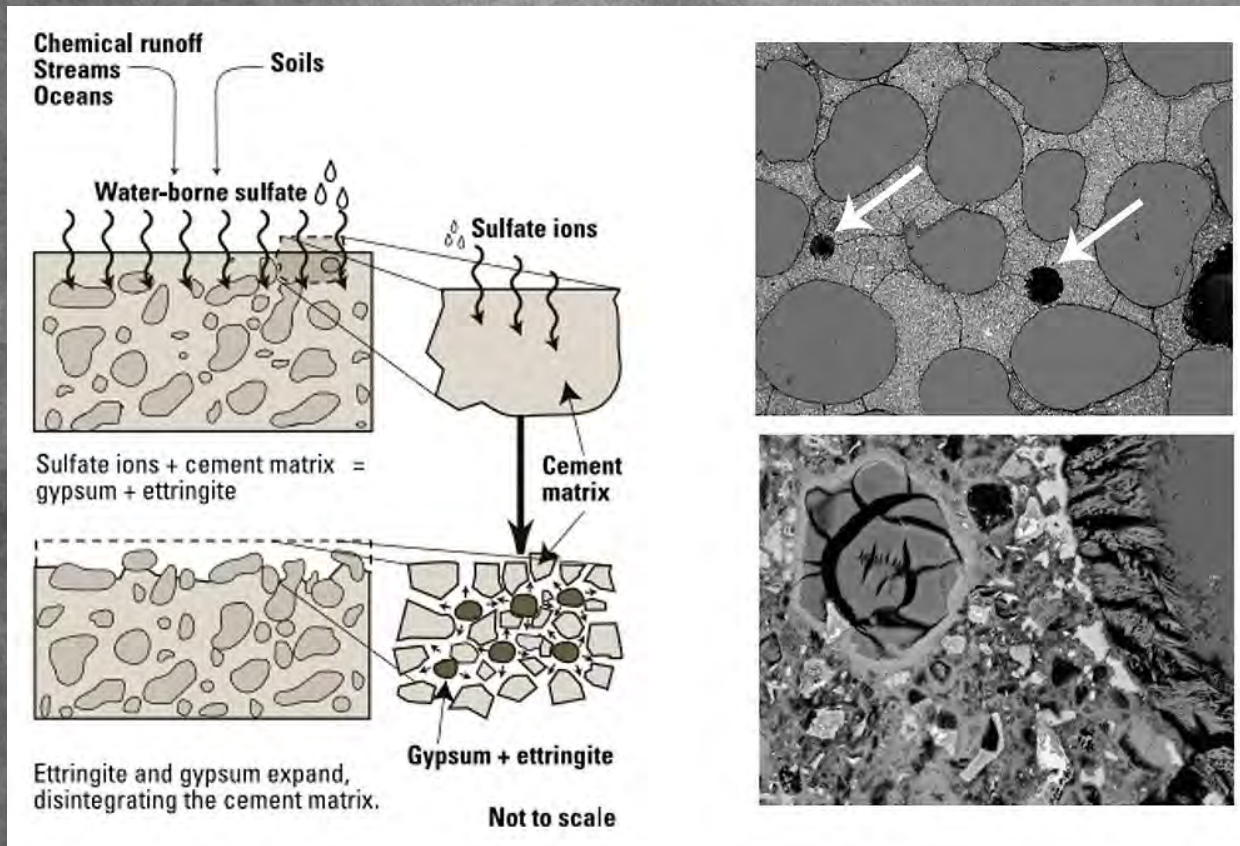 Chemical runoff
Streams
Oceans
Soils
Water-borne sulfate
Sulfate ions
Sulfate ions + cement matrix =
gypsum + ettringite
Cement
matrix
Gypsum + ettringite
Ettringite and gypsum expand,
disintegrating the cement matrix.
Not to scale